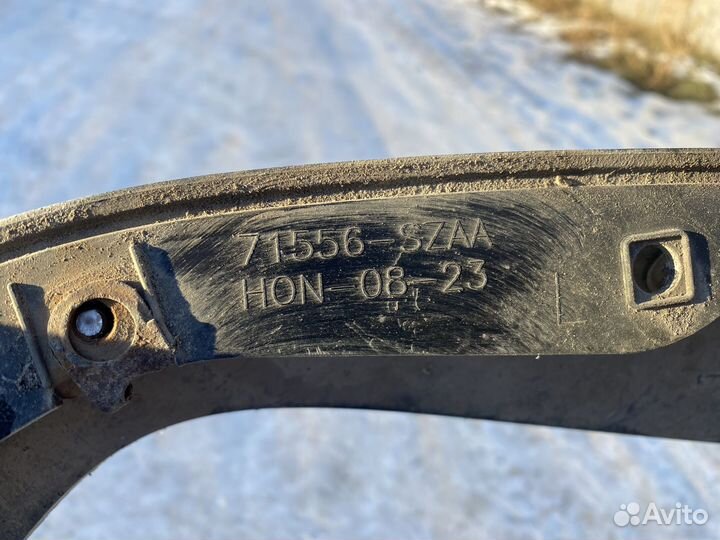 71556-SZAA
HON-08-23
L
Avito